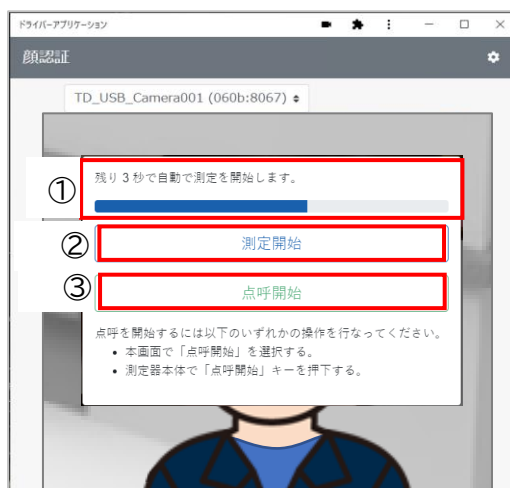 ドライバーアプリケーション
顔認証
TD_USB_Camera001 (060b:8067)
① 残り3秒で自動で測定を開始します。
② 測定開始
③ 点呼開始
点呼を開始するには以下のいずれかの操作を行なってください。
• 本画面で「点呼開始」を選択する。
• 測定器本体で「点呼開始」キーを押下する。